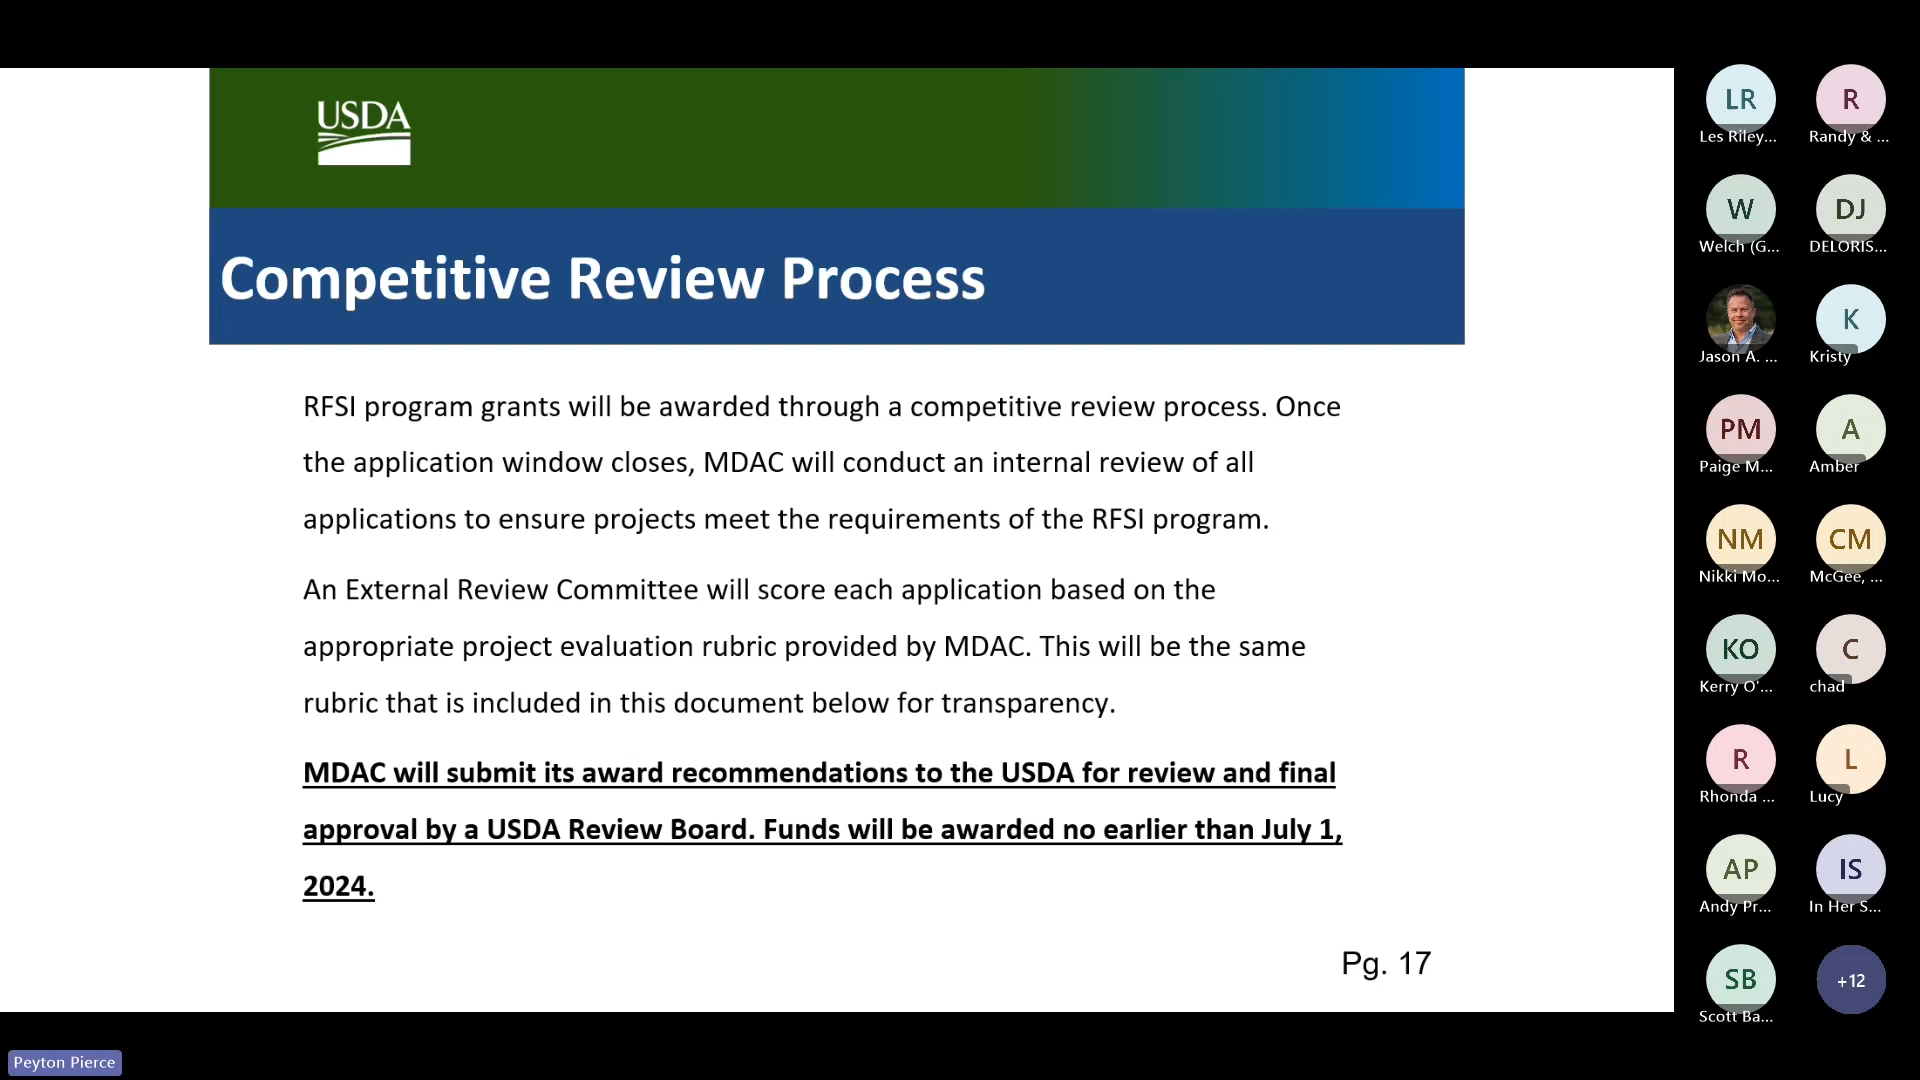 USDA
Competitive Review Process
RFSI program grants will be awarded through a competitive review process. Once
the application window closes, MDAC will conduct an internal review of all
applications to ensure projects meet the requirements of the RFSI program.
An External Review Committee will score each application based on the
appropriate project evaluation rubric provided by MDAC. This will be the same
rubric that is included in this document below for transparency.
MDAC will submit its award recommendations to the USDA for review and final
approval by a USDA Review Board. Funds will be awarded no earlier than July 1,
2024.
Pg. 17
LR
Les Riley...
R
Randy & ...
W
Welch (G...
DJ
DELORIS...
Jason A. ...
K
Kristy
PM
Paige M...
A
Amber
NM
Nikki Mo...
CM
McGee, ...
KO
Kerry O'...
C
chad
R
Rhonda ...
L
Lucy
AP
Andy Pr...
IS
In Her S...
SB
Scott Ba...
+12
Peyton Pierce